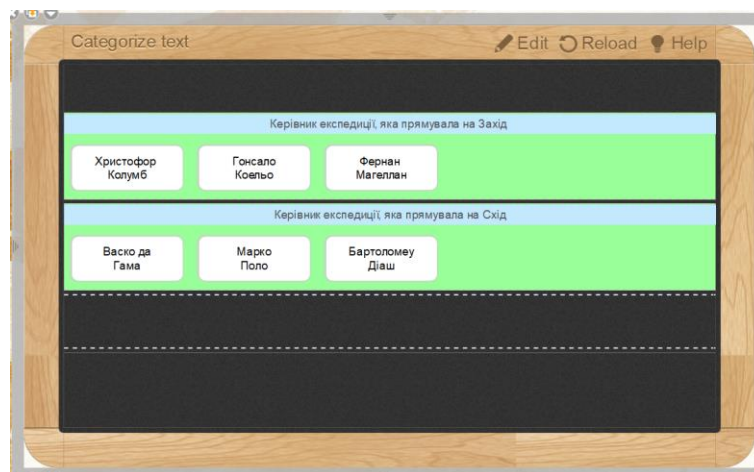 Categorize text
Edit Reload Help
Керівник експедиції, яка прямувала на Захід
Христофор
Колумб
Гонсало
Коельо
Фернан
Магеллан
Керівник експедиції, яка прямувала на Схід
Васко да
Гама
Марко
Поло
Бартоломеу
Діаш